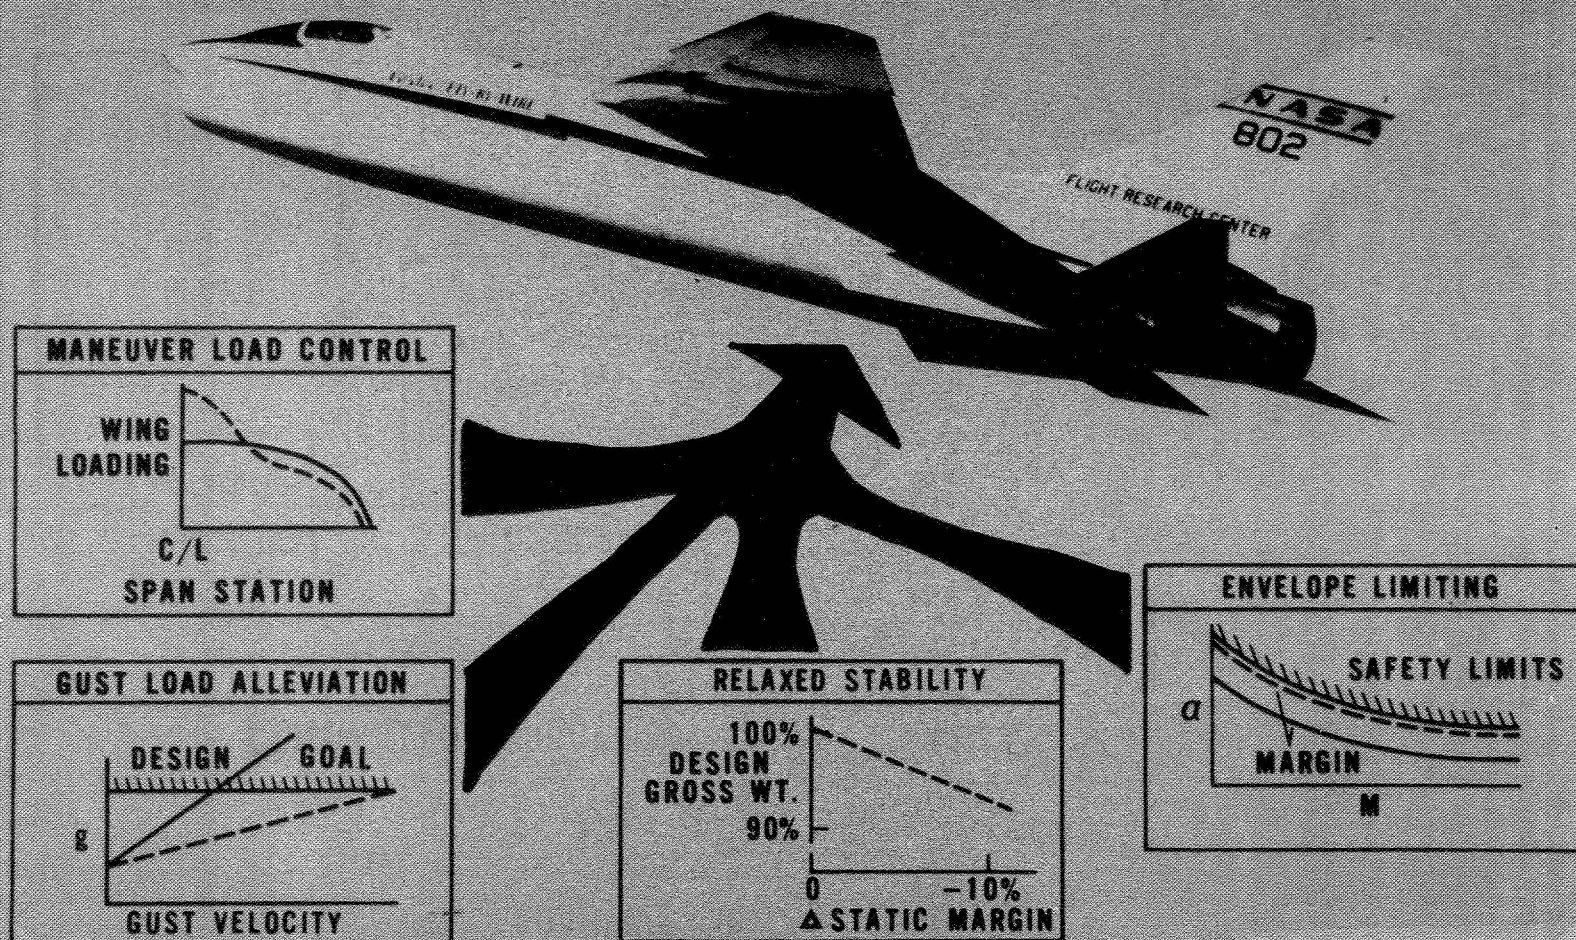 NASA
802
FLIGHT RESEARCH CENTER
MANEUVER LOAD CONTROL
WING
LOADING
C/L
SPAN STATION
GUST LOAD ALLEVIATION
DESIGN GOAL
g
GUST VELOCITY
RELAXED STABILITY
100%
DESIGN
GROSS WT.
90%
0 -10%
Δ STATIC MARGIN
ENVELOPE LIMITING
SAFETY LIMITS
α
MARGIN
M